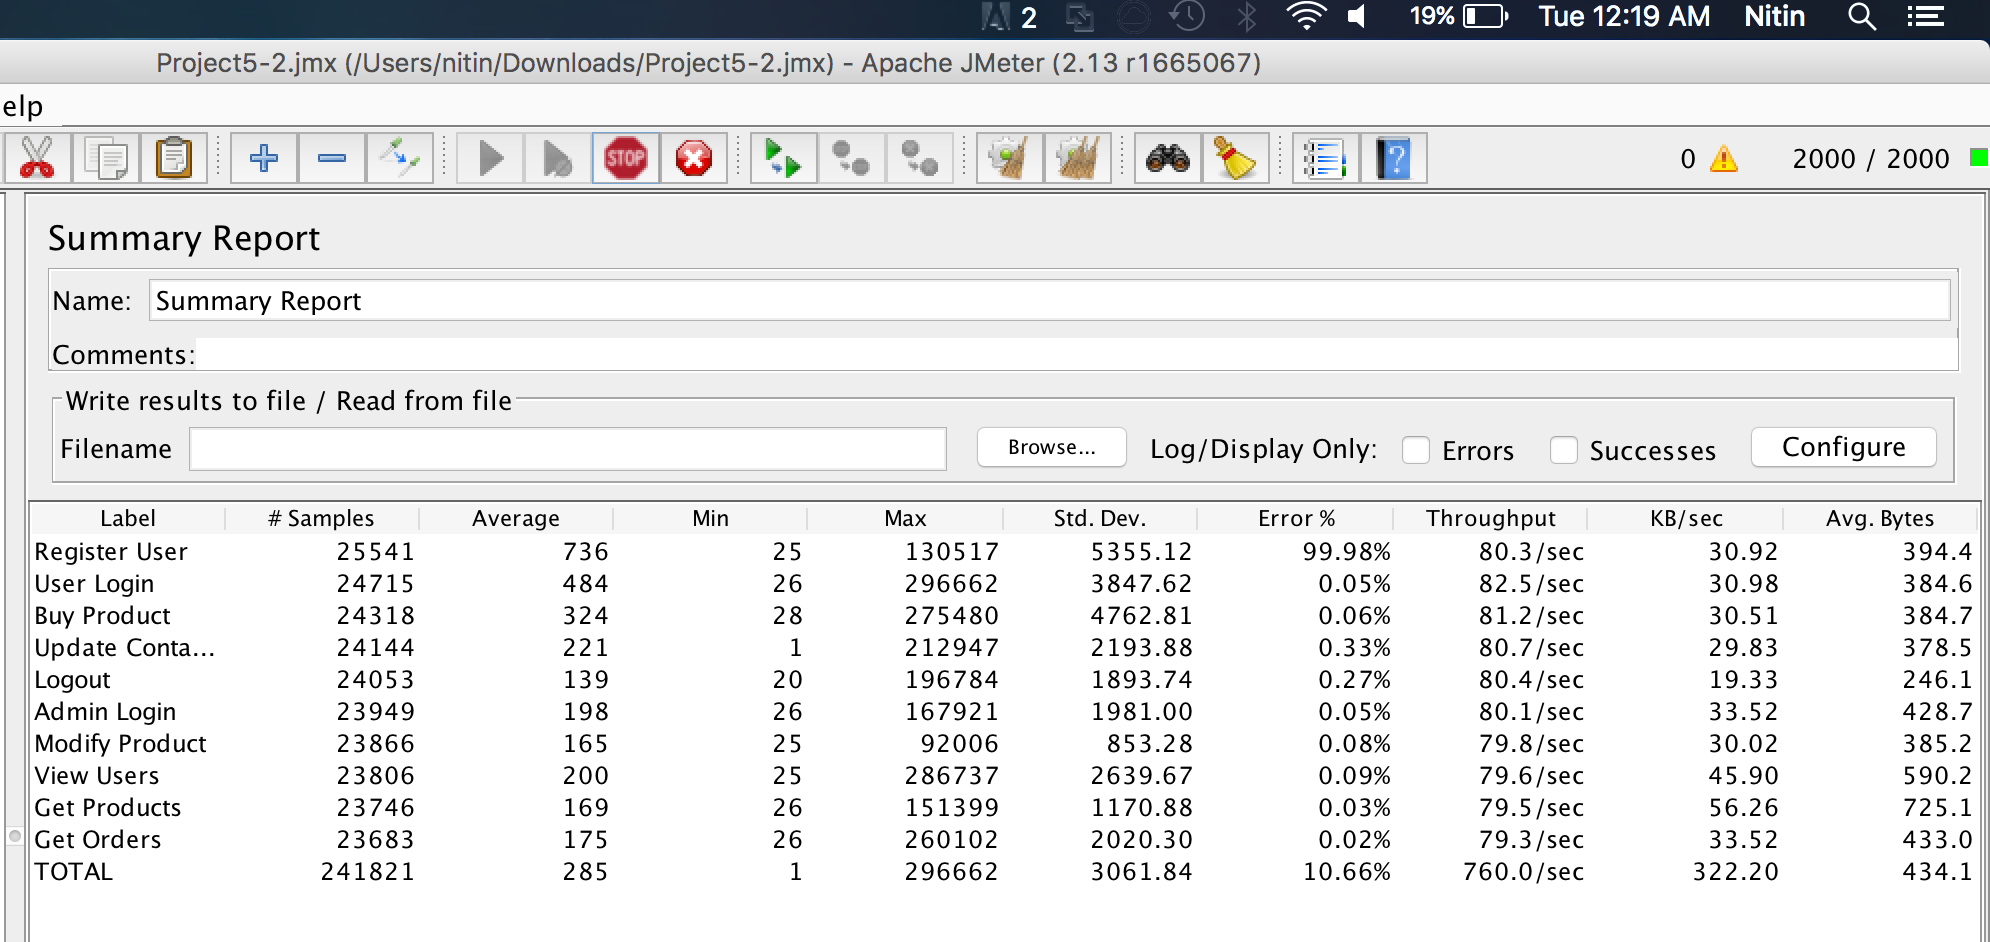 2 19% Tue 12:19 AM Nitin
Project5-2.jmx (/Users/nitin/Downloads/Project5-2.jmx) - Apache JMeter (2.13 r1665067)
elp
STOP ? 0 2000 / 2000
Summary Report
Name: Summary Report
Comments:
Write results to file / Read from file
Filename Browse... Log/Display Only: Errors Successes Configure
Label # Samples Average Min Max Std. Dev. Error % Throughput KB/sec Avg. Bytes
Register User 25541 736 25 130517 5355.12 99.98% 80.3/sec 30.92 394.4
User Login 24715 484 26 296662 3847.62 0.05% 82.5/sec 30.98 384.6
Buy Product 24318 324 28 275480 4762.81 0.06% 81.2/sec 30.51 384.7
Update Conta... 24144 221 1 212947 2193.88 0.33% 80.7/sec 29.83 378.5
Logout 24053 139 20 196784 1893.74 0.27% 80.4/sec 19.33 246.1
Admin Login 23949 198 26 167921 1981.00 0.05% 80.1/sec 33.52 428.7
Modify Product 23866 165 25 92006 853.28 0.08% 79.8/sec 30.02 385.2
View Users 23806 200 25 286737 2639.67 0.09% 79.6/sec 45.90 590.2
Get Products 23746 169 26 151399 1170.88 0.03% 79.5/sec 56.26 725.1
Get Orders 23683 175 26 260102 2020.30 0.02% 79.3/sec 33.52 433.0
TOTAL 241821 285 1 296662 3061.84 10.66% 760.0/sec 322.20 434.1